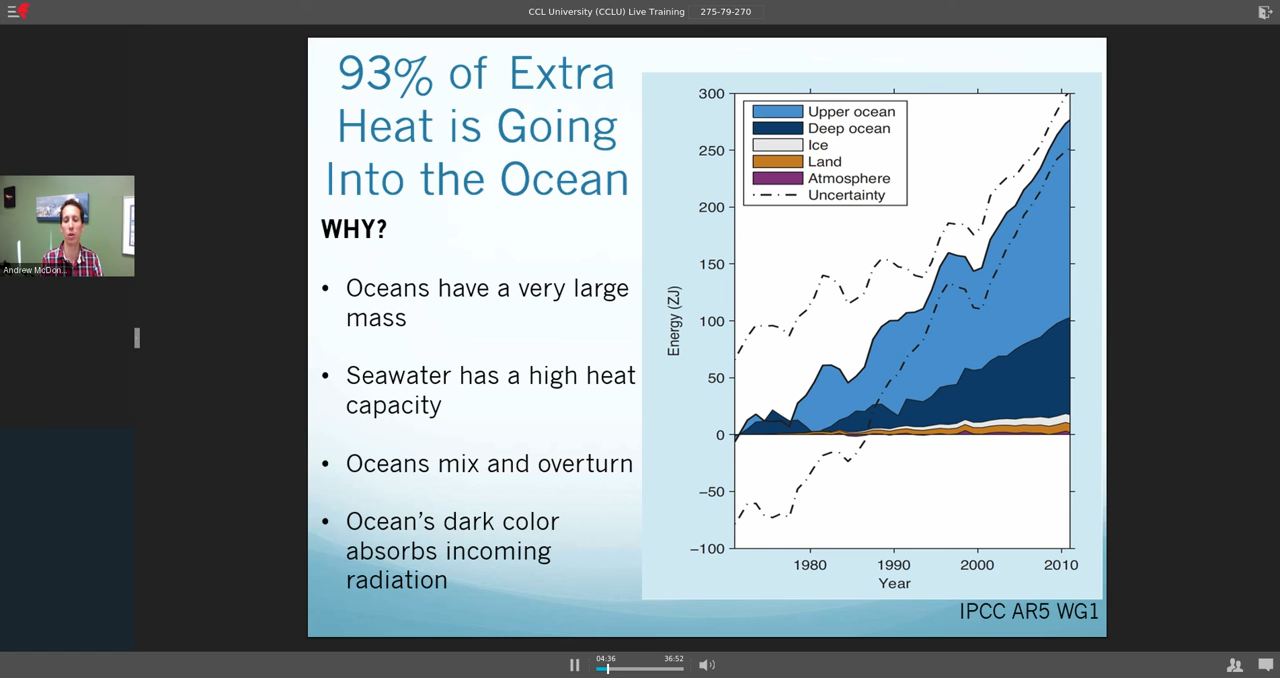 CCL University (CCLU) Live Training 275-79-270
93% of Extra
Heat is Going
Into the Ocean
WHY?
• Oceans have a very large
mass
• Seawater has a high heat
capacity
• Oceans mix and overturn
• Ocean's dark color
absorbs incoming
radiation
Andrew McDon...
300
250
200
150
100
50
0
−50
−100
Energy (ZJ)
Upper ocean
Deep ocean
Ice
Land
Atmosphere
Uncertainty
1980 1990 2000 2010
Year
IPCC AR5 WG1
04:36 36:52